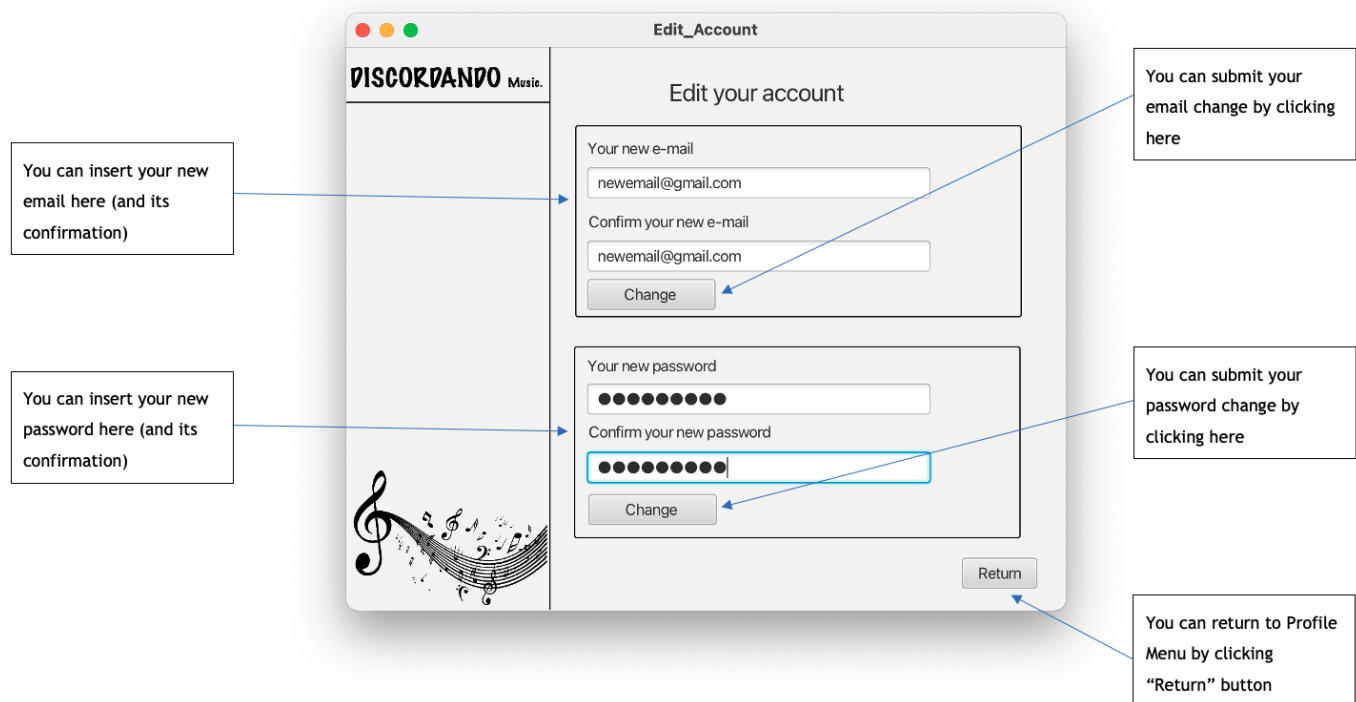 Edit_Account
DISCORDANDO Music.
Edit your account
You can submit your
email change by clicking
here
You can insert your new
email here (and its
confirmation)
Your new e-mail
newemail@gmail.com
Confirm your new e-mail
newemail@gmail.com
Change
You can insert your new
password here (and its
confirmation)
Your new password
●●●●●●●●●
Confirm your new password
●●●●●●●●●
Change
You can submit your
password change by
clicking here
Return
You can return to Profile
Menu by clicking
“Return” button